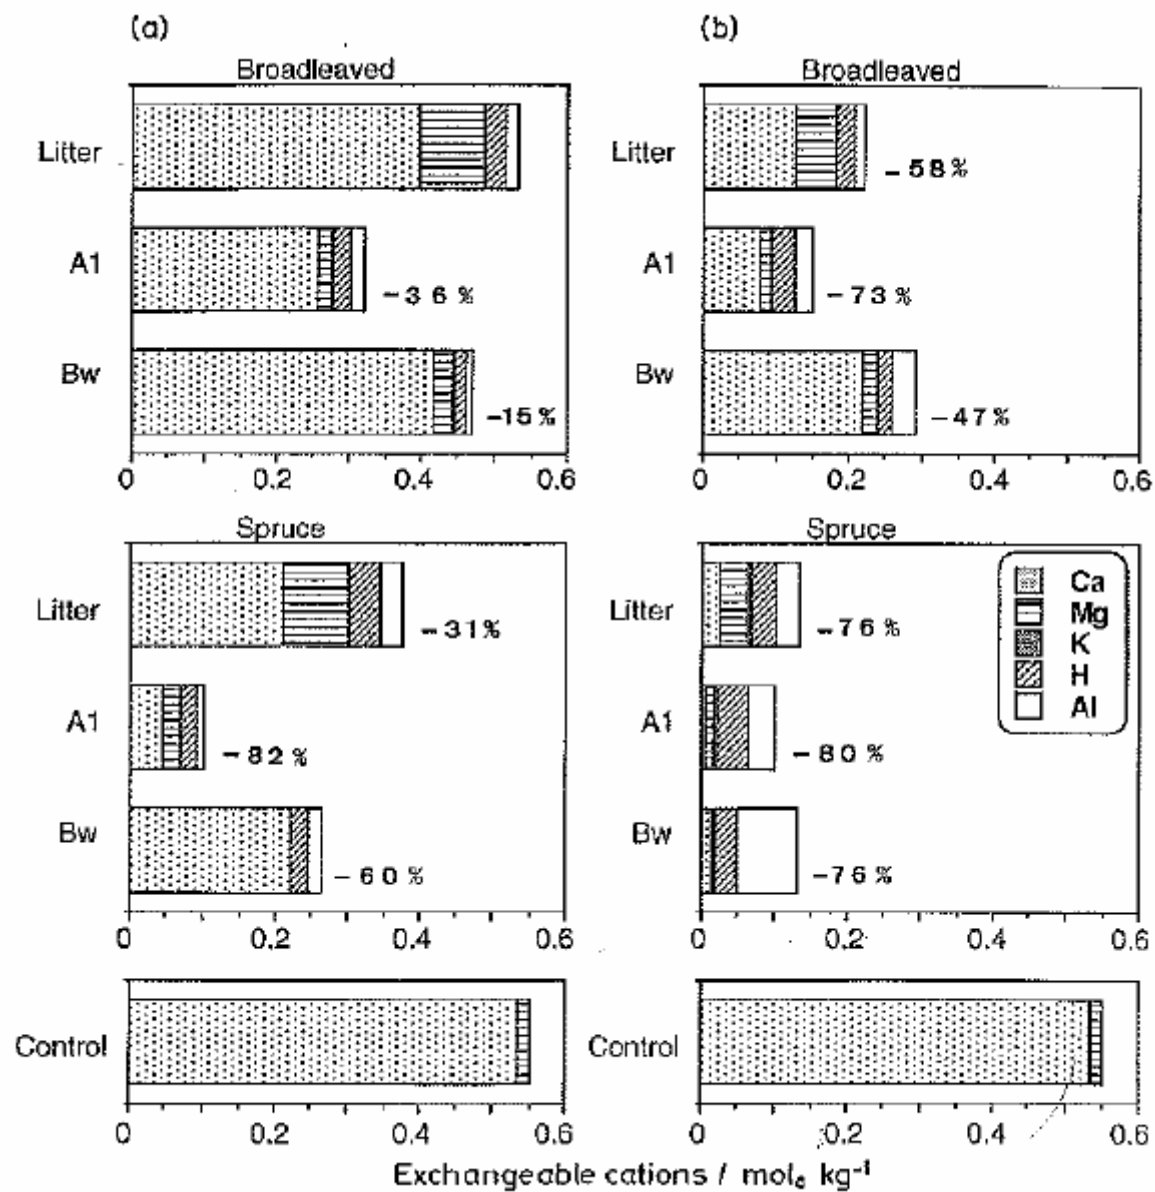 (a)
Broadleaved
Litter
A1
-36%
Bw
-15%
0 0.2 0.4 0.6
Spruce
Litter
-31%
A1
-82%
Bw
-60%
0 0.2 0.4 0.6
Control
0 0.2 0.4 0.6
(b)
Broadleaved
Litter
-58%
A1
-73%
Bw
-47%
0 0.2 0.4 0.6
Spruce
Litter
-76%
A1
-80%
Bw
-76%
Ca
Mg
K
H
Al
0 0.2 0.4 0.6
Control
0 0.2 0.4 0.6
Exchangeable cations / molₑ kg⁻¹